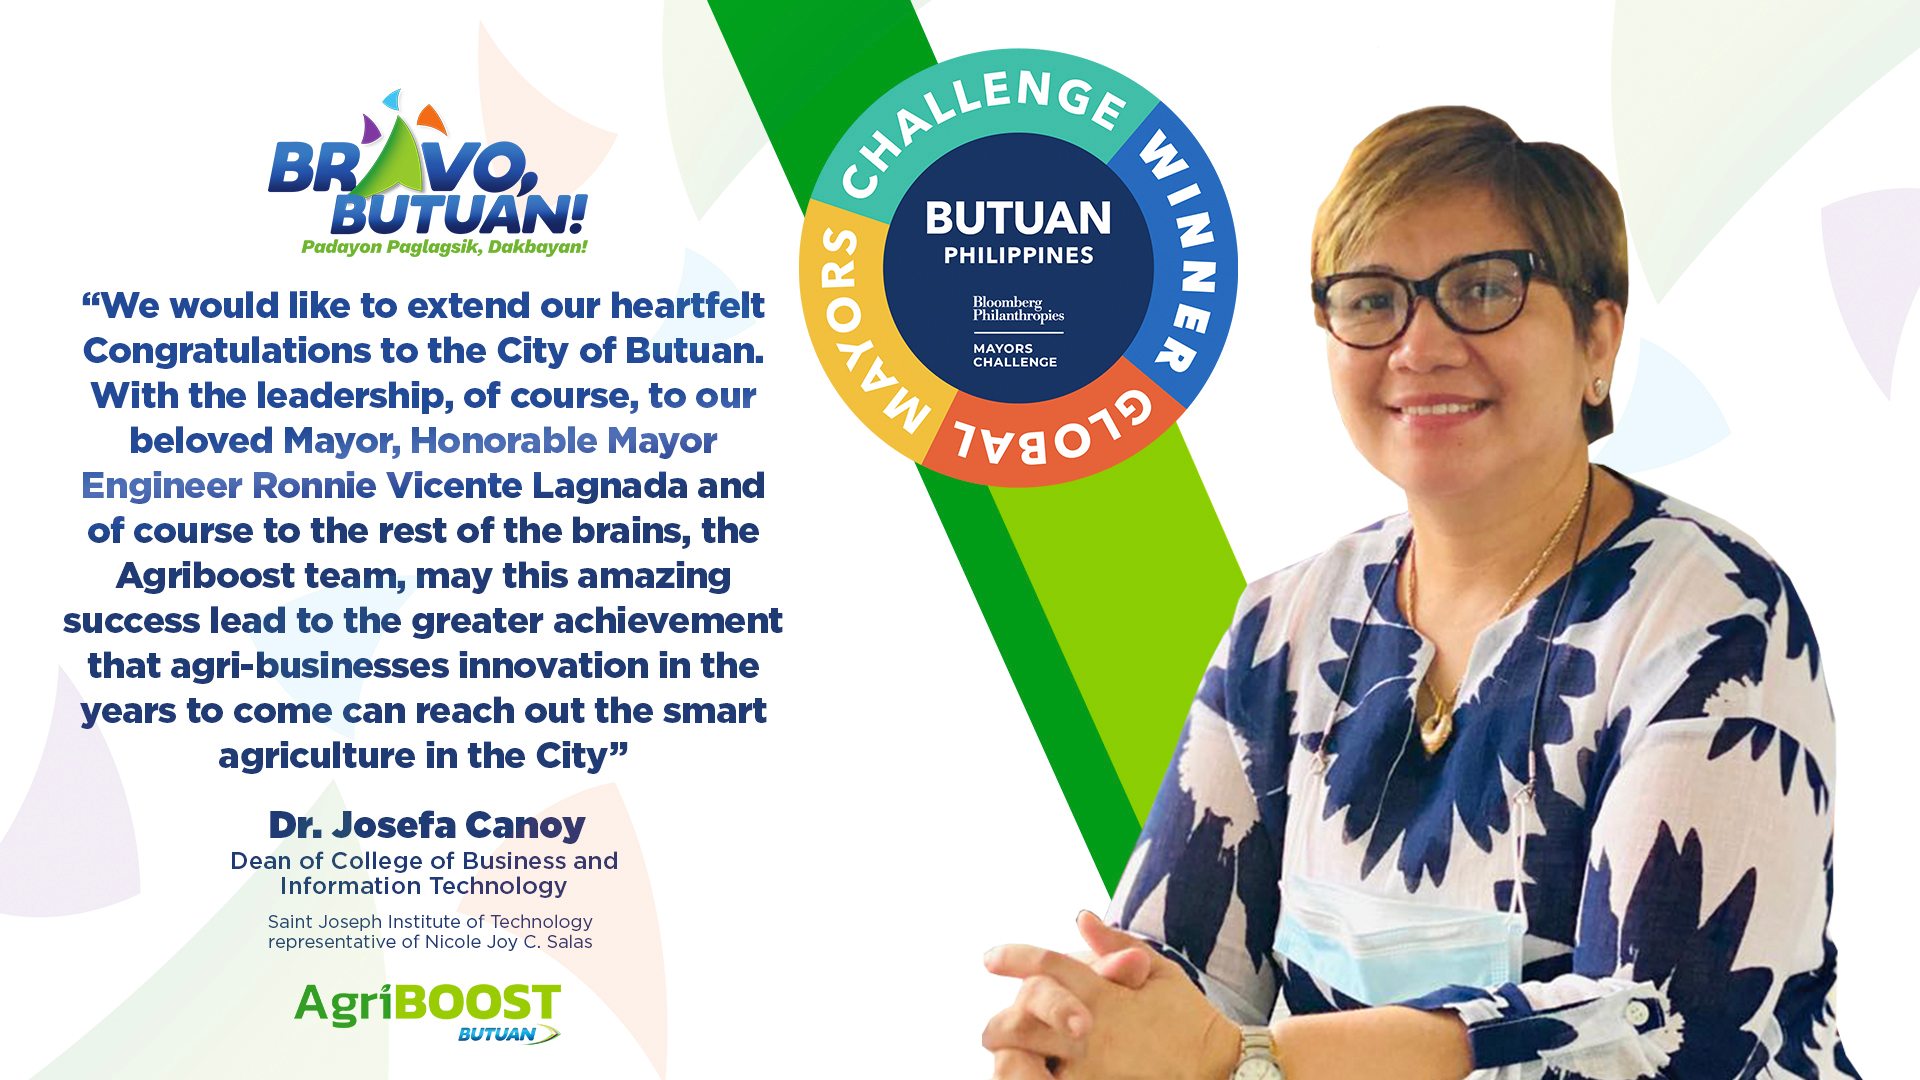 BRAVO,
BUTUAN!
Padayon Paglagsik, Dakbayan!
“We would like to extend our heartfelt
Congratulations to the City of Butuan.
With the leadership, of course, to our
beloved Mayor, Honorable Mayor
Engineer Ronnie Vicente Lagnada and
of course to the rest of the brains, the
Agriboost team, may this amazing
success lead to the greater achievement
that agri-businesses innovation in the
years to come can reach out the smart
agriculture in the City”
Dr. Josefa Canoy
Dean of College of Business and
Information Technology
Saint Joseph Institute of Technology
representative of Nicole Joy C. Salas
AgriBOOST
BUTUAN
GLOBAL MAYORS CHALLENGE WINNER
BUTUAN
PHILIPPINES
Bloomberg
Philanthropies
MAYORS
CHALLENGE